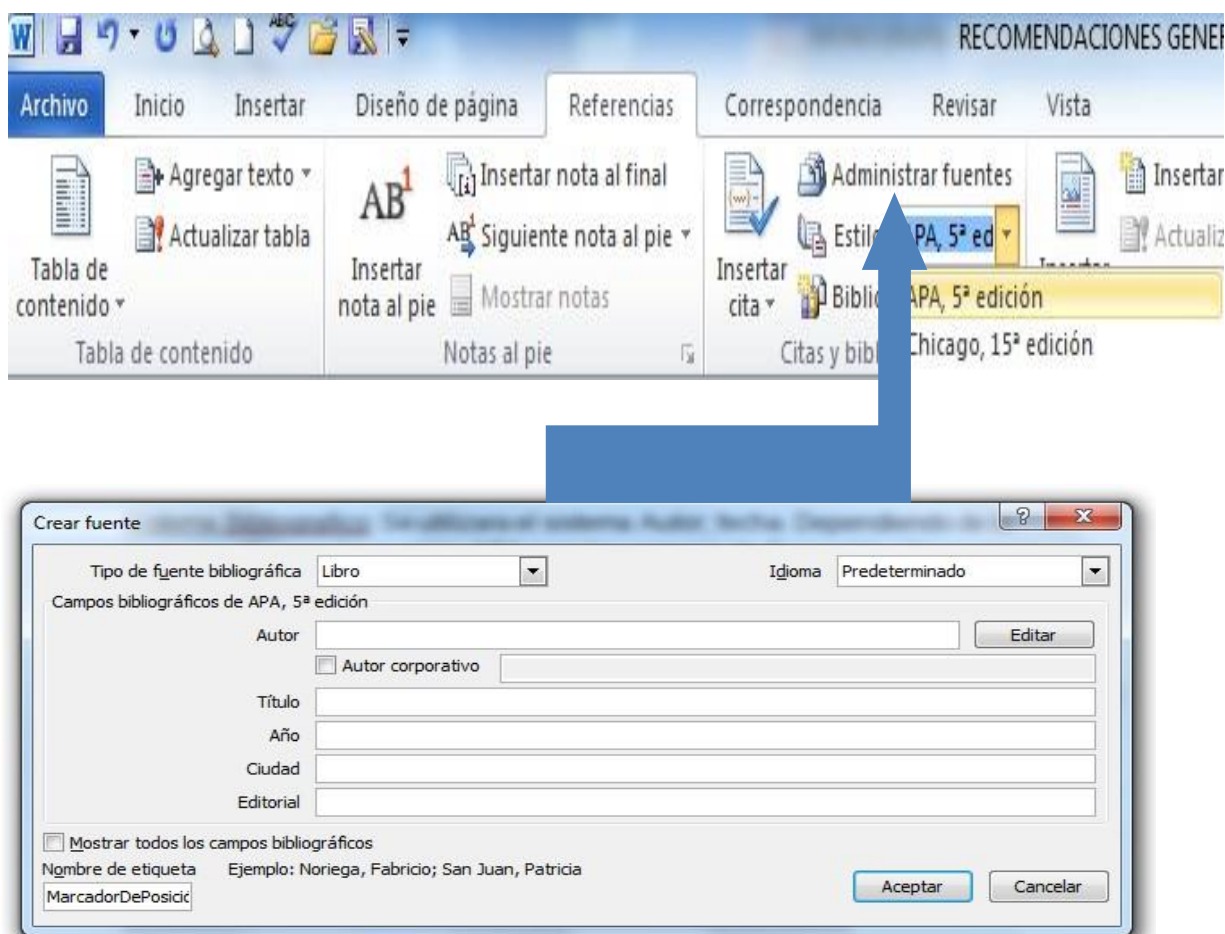 W ABC RECOMENDACIONES GENER
Archivo Inicio Insertar Diseño de página Referencias Correspondencia Revisar Vista
Agregar texto
Actualizar tabla
Tabla de
contenido
Tabla de contenido
AB1
Insertar
nota al pie
Insertar nota al final
AB1 Siguiente nota al pie
Mostrar notas
Notas al pie
Insertar
cita
Administrar fuentes
Estilo APA, 5ª ed
APA, 5ª edición
Chicago, 15ª edición
Citas y bibl
Insertar
Actualiz
Crear fuente
Tipo de fuente bibliográfica Libro Idioma Predeterminado
Campos bibliográficos de APA, 5ª edición
Autor Editar
Autor corporativo
Título
Año
Ciudad
Editorial
Mostrar todos los campos bibliográficos
Nombre de etiqueta Ejemplo: Noriega, Fabricio; San Juan, Patricia
MarcadorDePosicić Aceptar Cancelar